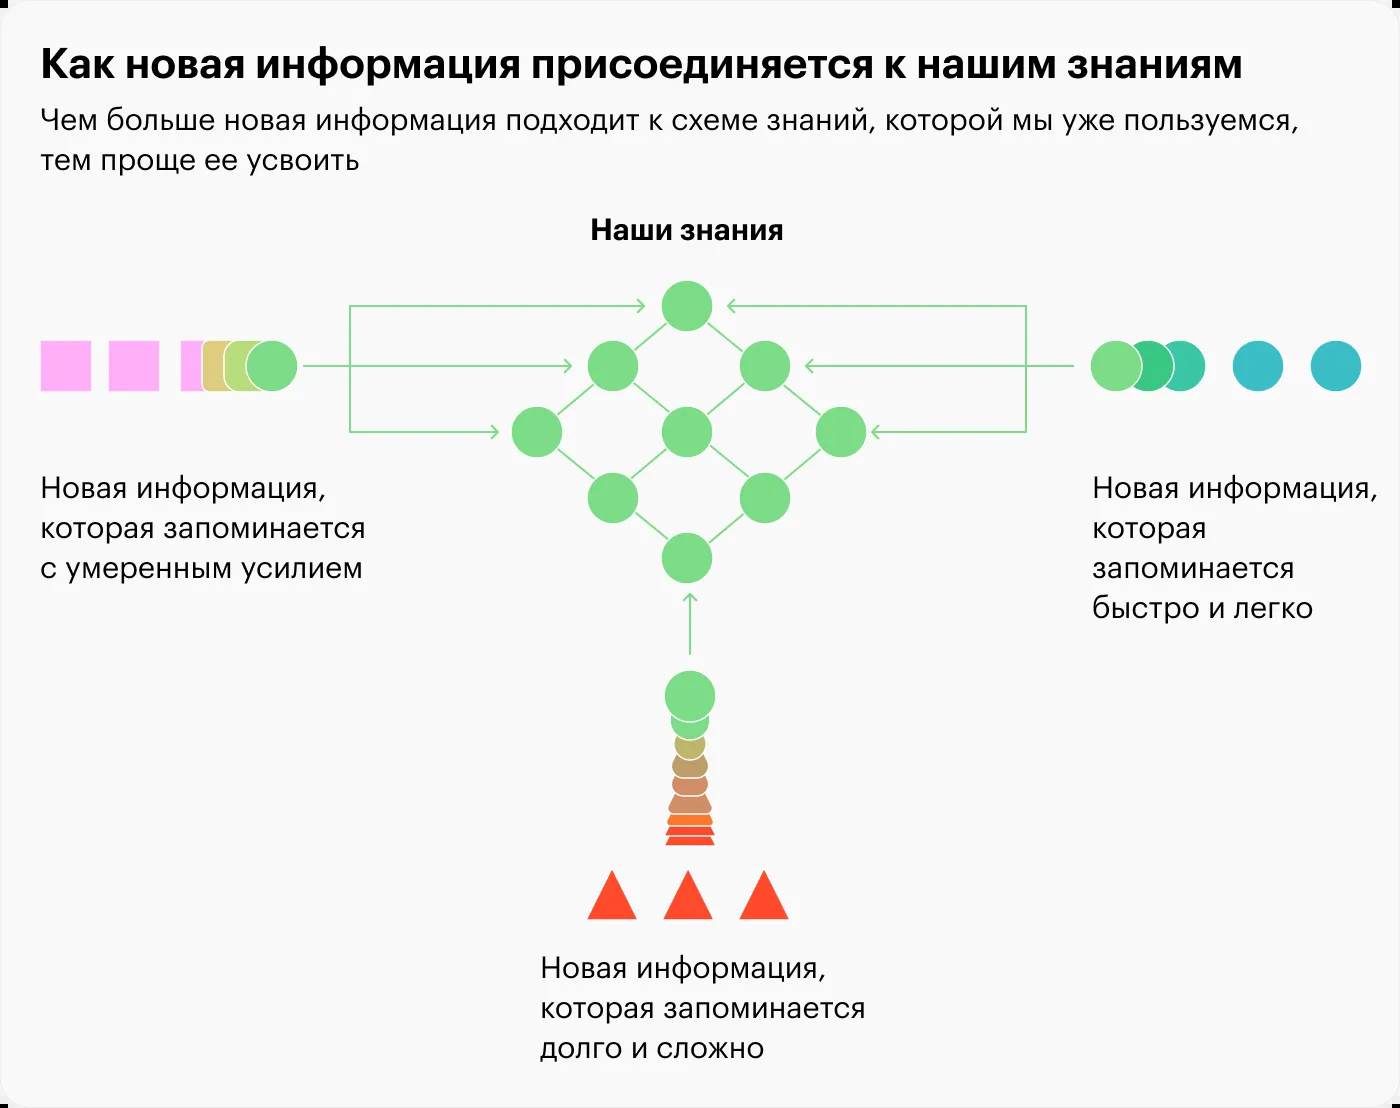 Как новая информация присоединяется к нашим знаниям
Чем больше новая информация подходит к схеме знаний, которой мы уже пользуемся,
тем проще ее усвоить
Наши знания
Новая информация,
которая запоминается
с умеренным усилием
Новая информация,
которая
запоминается
быстро и легко
Новая информация,
которая запоминается
долго и сложно